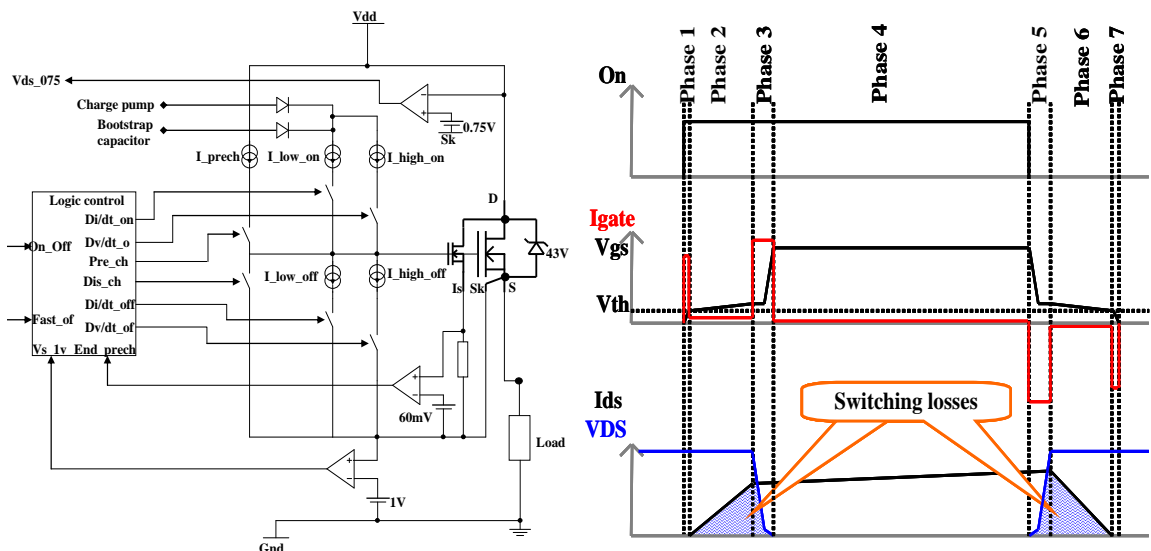 Vdd
Vds_075
Charge pump
Bootstrap
capacitor
0.75V
Sk
I_prech
I_low_on
I_high_on
Logic control
Di/dt_on
Dv/dt_o
On_Off
Pre_ch
Dis_ch
Di/dt_off
Fast_of
Dv/dt_of
Vs_1v End_prech
I_low_off
I_high_off
D
43V
Is
Sk
S
60mV
Load
1V
Gnd
Phase 1
Phase 2
Phase 3
Phase 4
Phase 5
Phase 6
Phase 7
On
Igate
Vgs
Vth
Ids
VDS
Switching losses